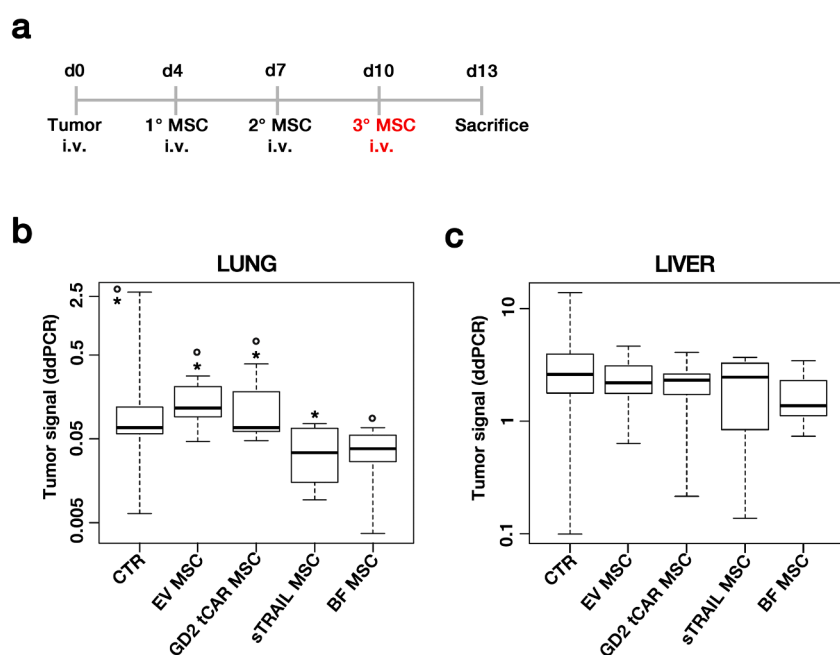 a
d0 d4 d7 d10 d13
Tumor 1° MSC 2° MSC 3° MSC Sacrifice
i.v. i.v. i.v. i.v.
b
LUNG
Tumor signal (ddPCR)
2.5
0.5
0.05
0.005
° ° °
* * * * °
CTR
EV MSC
GD2 tCAR MSC
sTRAIL MSC
BF MSC
c
LIVER
Tumor signal (ddPCR)
10
1
0.1
CTR
EV MSC
GD2 tCAR MSC
sTRAIL MSC
BF MSC